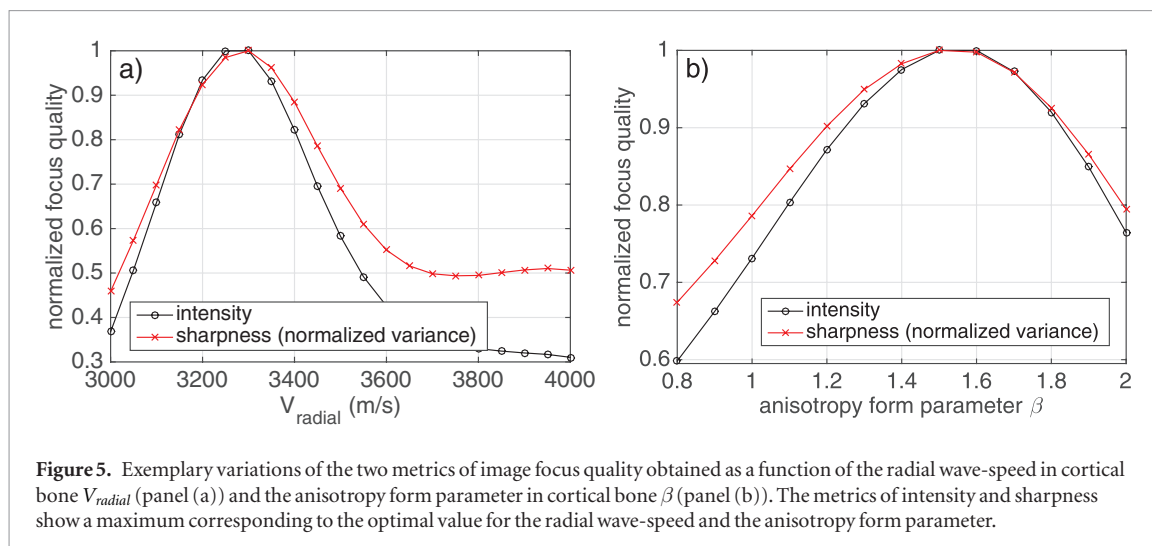 a)
normalized focus quality
1
0.9
0.8
0.7
0.6
0.5
0.4
0.3
intensity
sharpness (normalized variance)
3000 3200 3400 3600 3800 4000
V_radial (m/s)
b)
normalized focus quality
1
0.9
0.8
0.7
0.6
intensity
sharpness (normalized variance)
0.8 1 1.2 1.4 1.6 1.8 2
anisotropy form parameter β
Figure 5. Exemplary variations of the two metrics of image focus quality obtained as a function of the radial wave-speed in cortical
bone V_radial (panel (a)) and the anisotropy form parameter in cortical bone β (panel (b)). The metrics of intensity and sharpness
show a maximum corresponding to the optimal value for the radial wave-speed and the anisotropy form parameter.